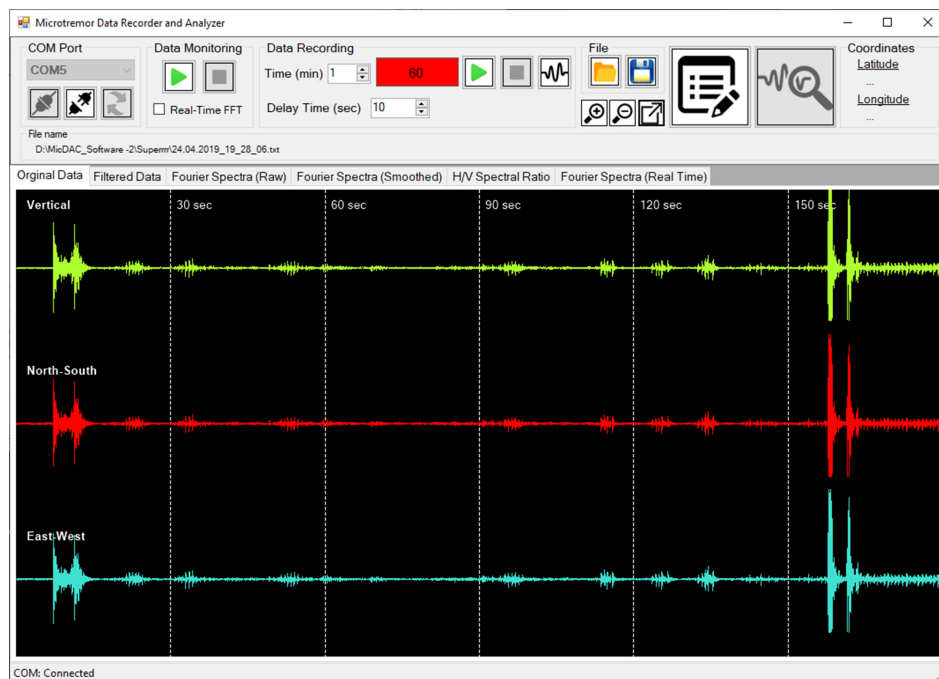 Microtremor Data Recorder and Analyzer
COM Port
COM5
Data Monitoring
Real-Time FFT
Data Recording
Time (min) 1
60
Delay Time (sec) 10
File
Coordinates
Latitude
...
Longitude
...
File name
D:\MicDAC_Software -2\Superrr\24.04.2019_19_28_06.txt
Orginal Data Filtered Data Fourier Spectra (Raw) Fourier Spectra (Smoothed) H/V Spectral Ratio Fourier Spectra (Real Time)
Vertical 30 sec 60 sec 90 sec 120 sec 150 sec
North-South
East-West
COM: Connected